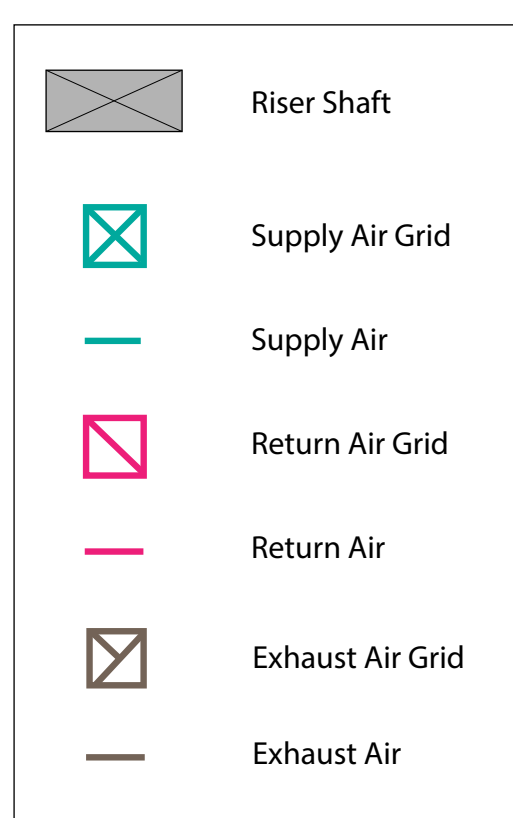 Riser Shaft
Supply Air Grid
Supply Air
Return Air Grid
Return Air
Exhaust Air Grid
Exhaust Air